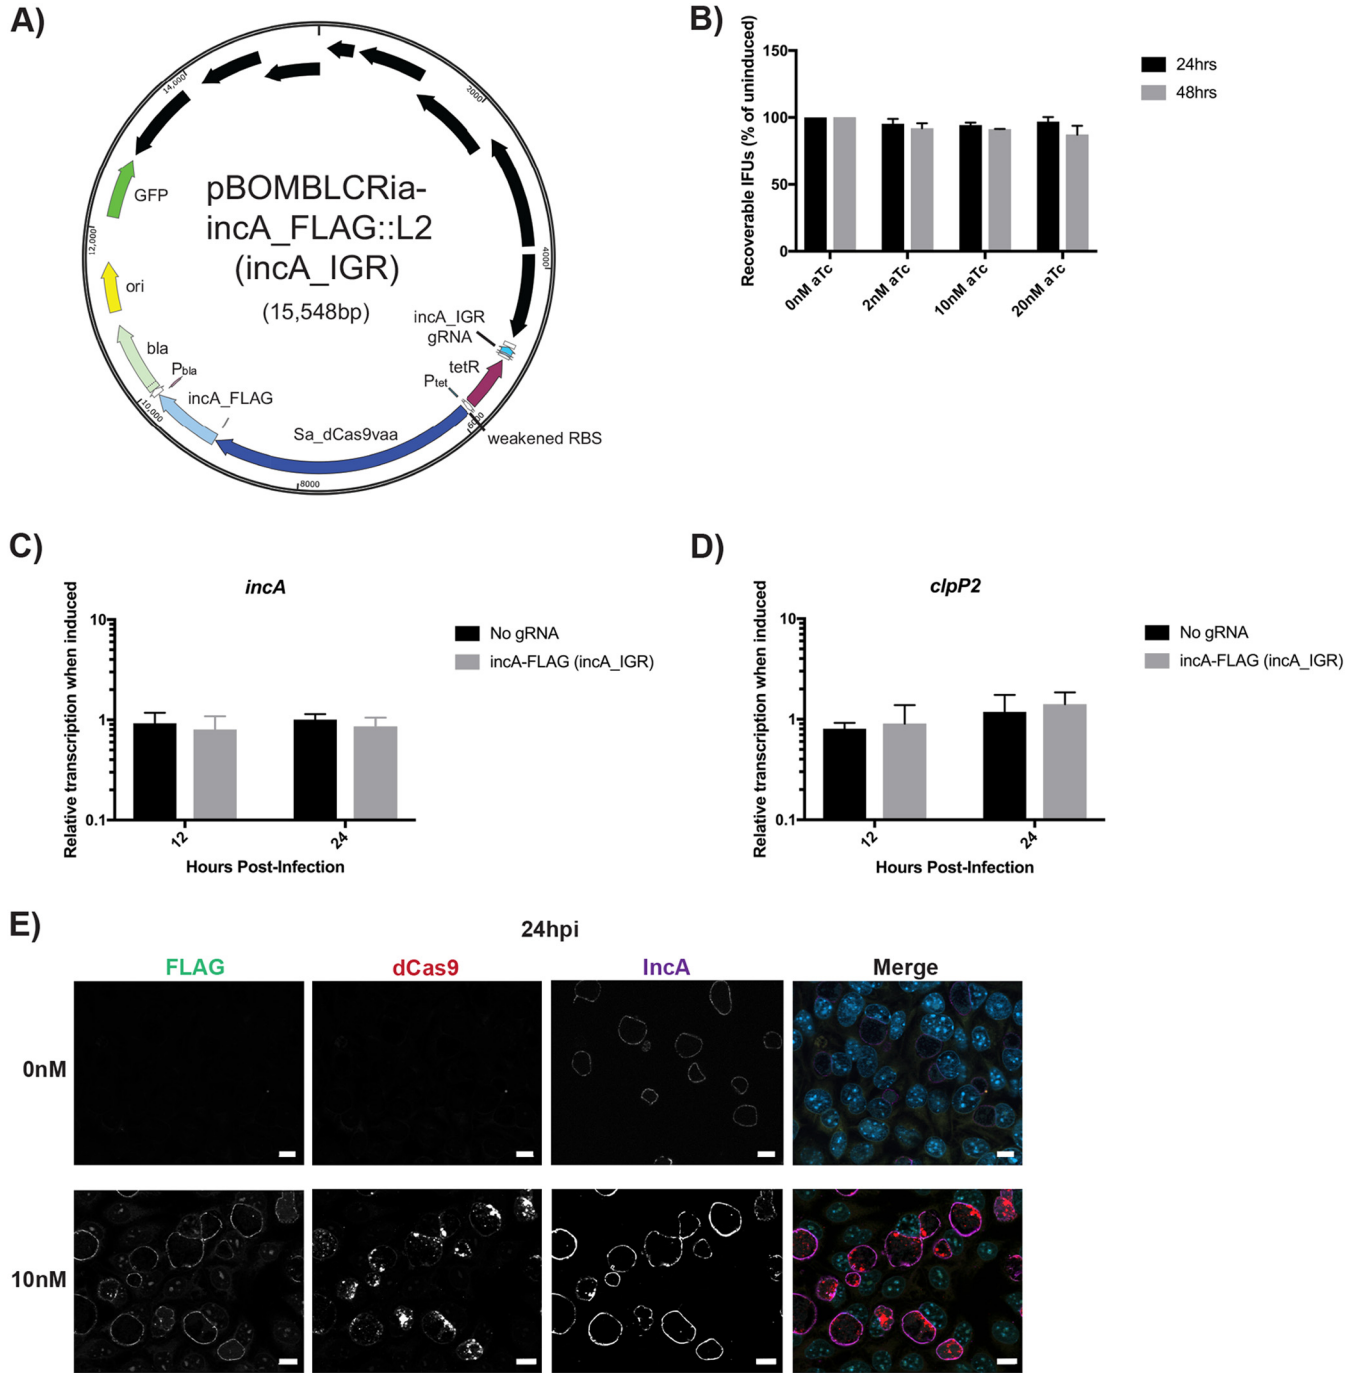 A)
pBOMBLCRia-
incA_FLAG::L2
(incA_IGR)
(15,548bp)
2000
4000
6000
8000
10,000
12,000
14,000
GFP
ori
bla
Pbla
incA_FLAG
Sa_dCas9vaa
incA_IGR
gRNA
tetR
Ptet
weakened RBS
B)
Recoverable IFUs (% of uninduced)
150
100
50
0
0nM aTc
2nM aTc
10nM aTc
20nM aTc
24hrs
48hrs
C)
incA
Relative transcription when induced
10
1
0.1
12
24
Hours Post-Infection
No gRNA
incA-FLAG (incA_IGR)
D)
clpP2
Relative transcription when induced
10
1
0.1
12
24
Hours Post-Infection
No gRNA
incA-FLAG (incA_IGR)
E)
24hpi
FLAG
dCas9
IncA
Merge
0nM
10nM